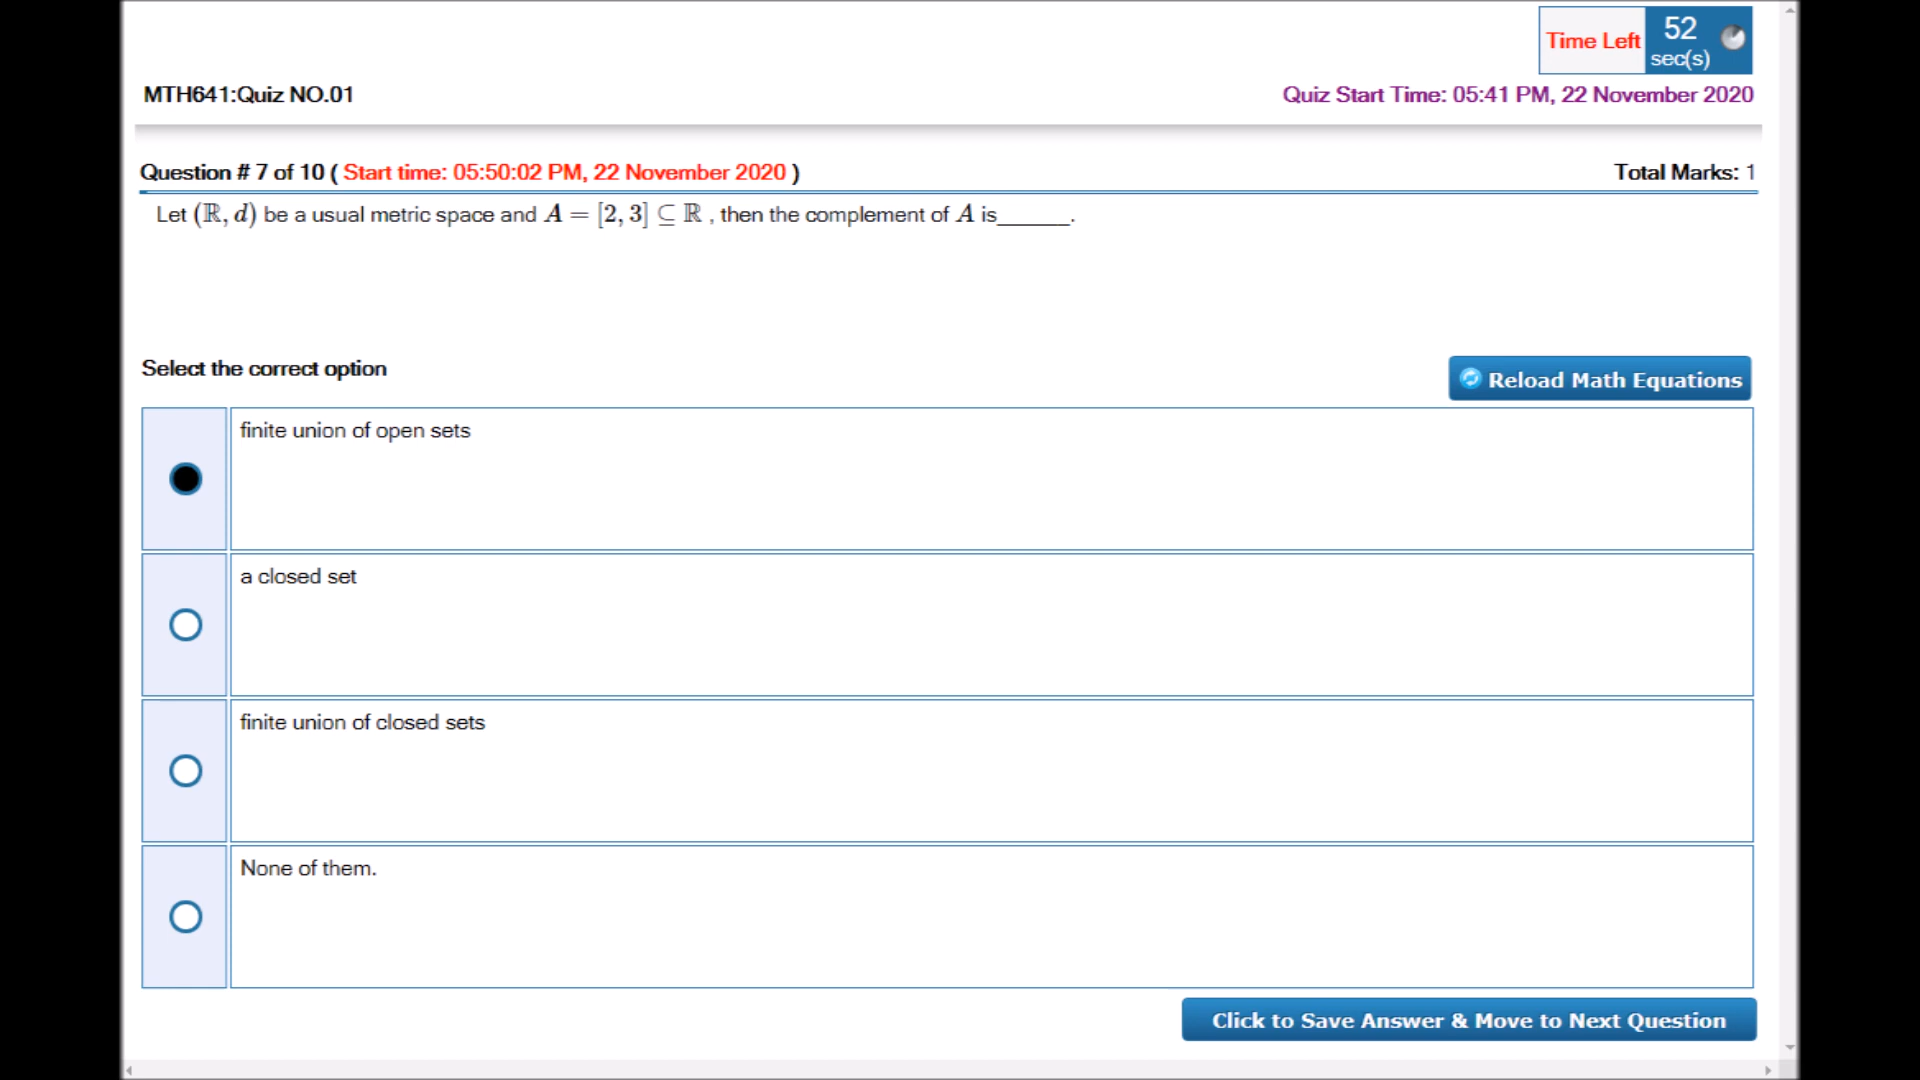 Time Left 52 sec(s)
MTH641:Quiz NO.01
Quiz Start Time: 05:41 PM, 22 November 2020
Question # 7 of 10 ( Start time: 05:50:02 PM, 22 November 2020 )
Total Marks: 1
Let (ℝ, d) be a usual metric space and A = [2, 3] ⊆ ℝ , then the complement of A is______.
Select the correct option
Reload Math Equations
finite union of open sets
a closed set
finite union of closed sets
None of them.
Click to Save Answer & Move to Next Question